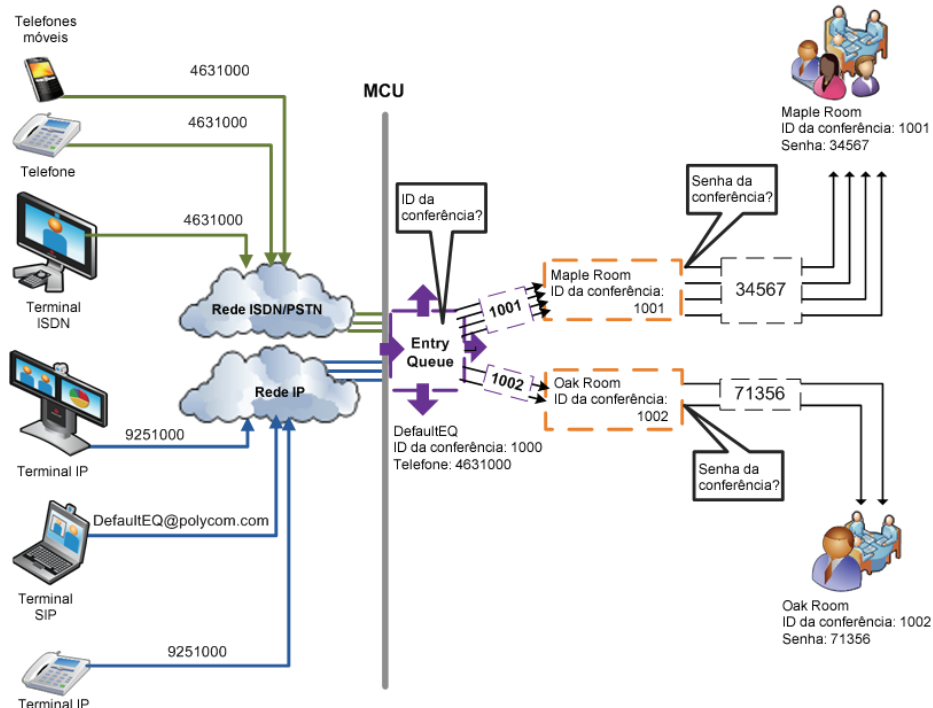 Telefones
móveis
4631000
4631000
Telefone
4631000
Terminal
ISDN
Rede ISDN/PSTN
Rede IP
9251000
Terminal IP
DefaultEQ@polycom.com
Terminal
SIP
9251000
Terminal IP
MCU
ID da
conferência?
Entry
Queue
DefaultEQ
ID da conferência: 1000
Telefone: 4631000
1001
1002
Maple Room
ID da conferência:
1001
Oak Room
ID da conferência:
1002
Senha da
conferência?
34567
71356
Senha da
conferência?
Maple Room
ID da conferência: 1001
Senha: 34567
Oak Room
ID da conferência: 1002
Senha: 71356